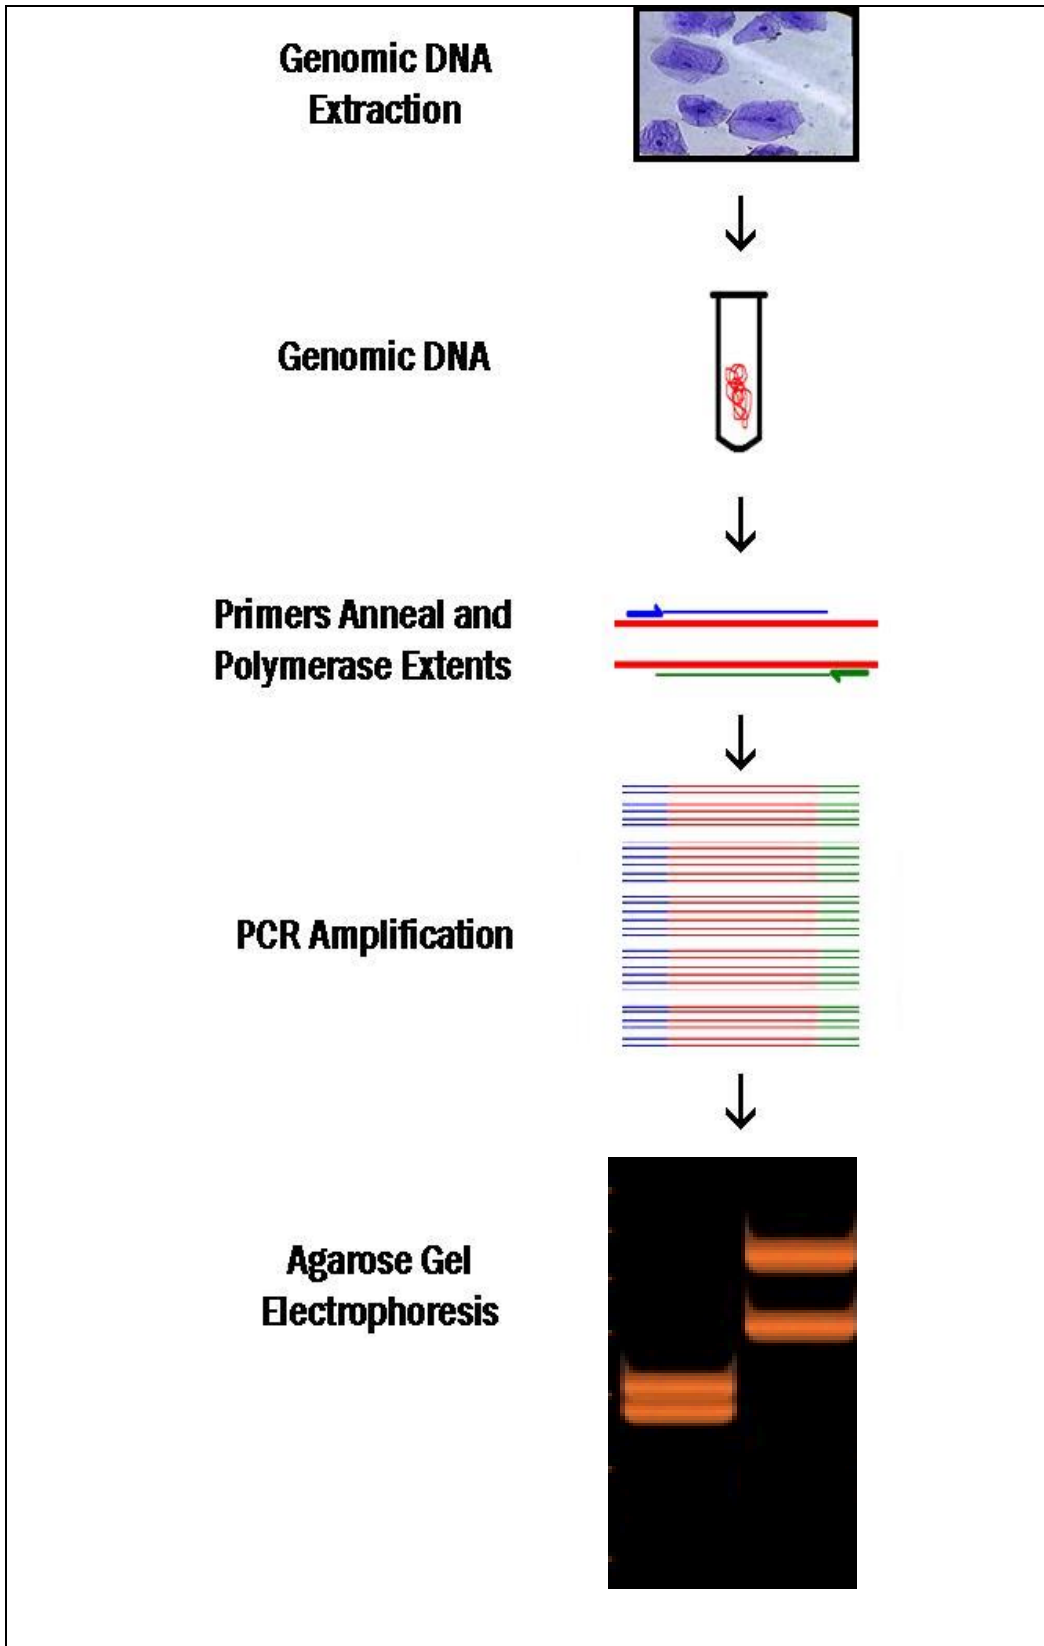 Genomic DNA
Extraction
Genomic DNA
Primers Anneal and
Polymerase Extents
PCR Amplification
Agarose Gel
Electrophoresis